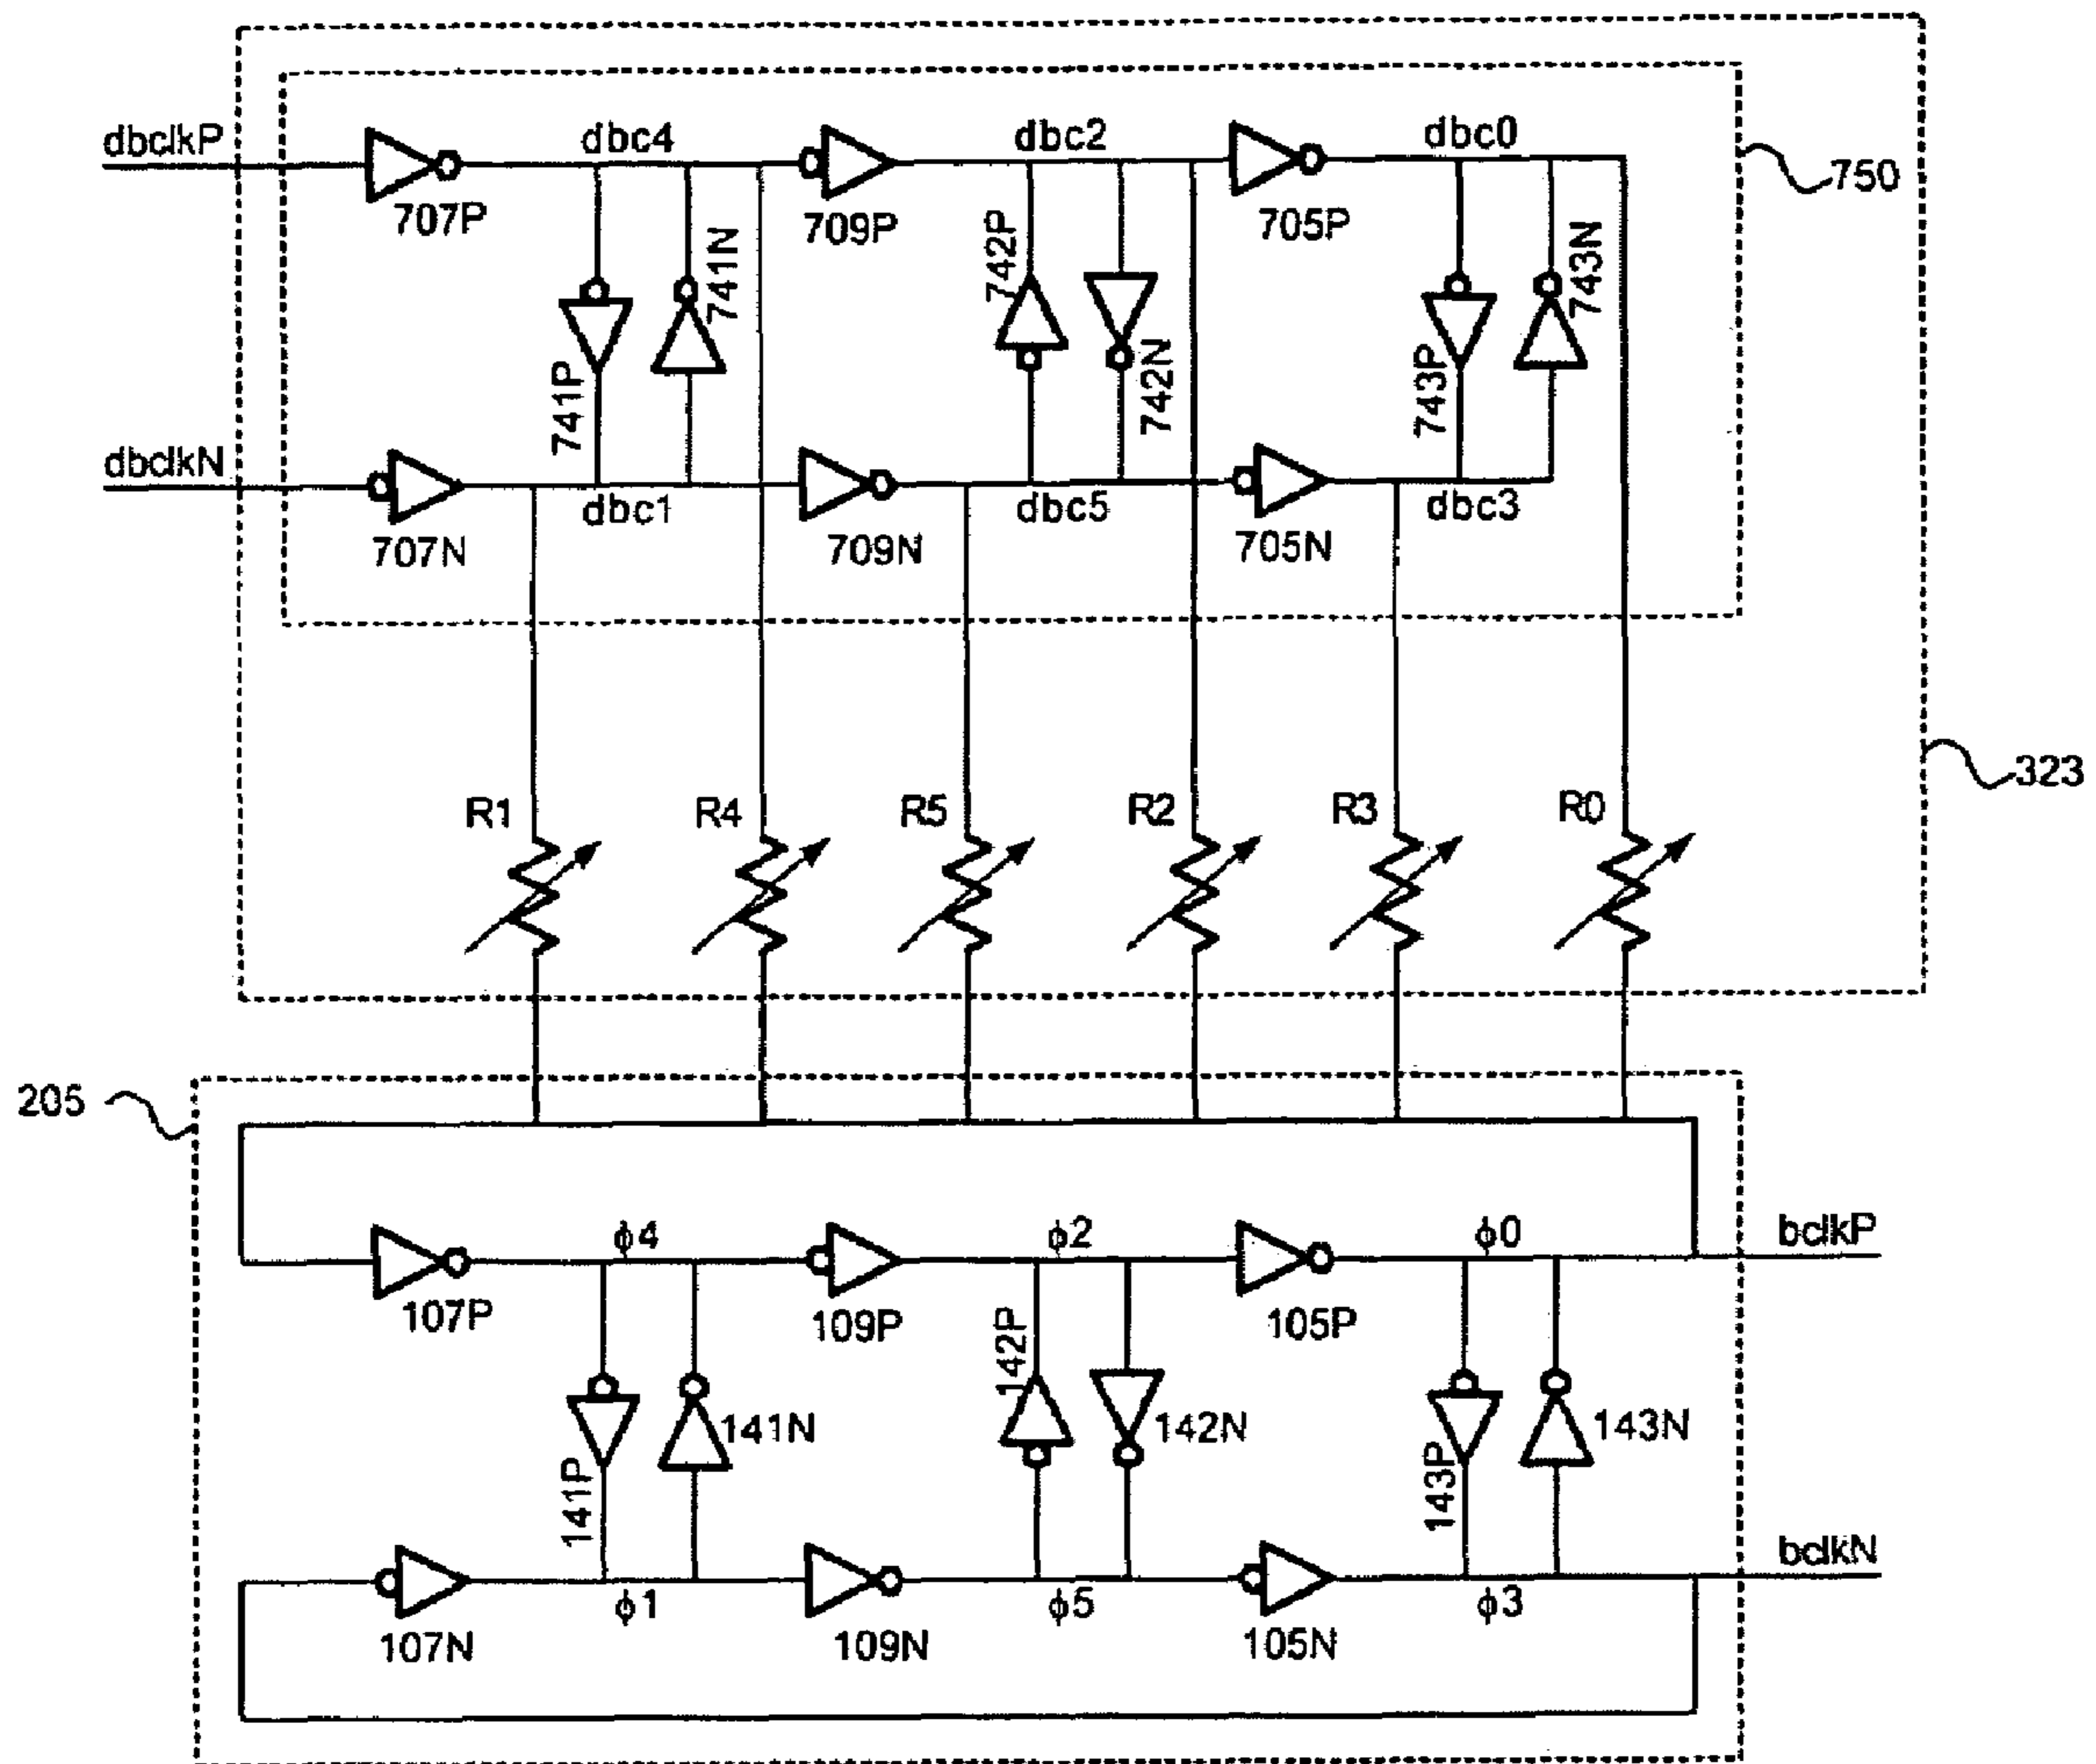 dbclkP
dbc4
dbc2
dbc0
750
707P
709P
705P
741N
742P
743N
741P
742N
743P
dbclkN
dbc1
dbc5
dbc3
707N
709N
705N
323
R1
R4
R5
R2
R3
R0
205
ϕ4
ϕ2
ϕ0
bclkP
107P
109P
105P
142P
141N
142N
143N
141P
143P
bclkN
ϕ1
ϕ5
ϕ3
107N
109N
105N